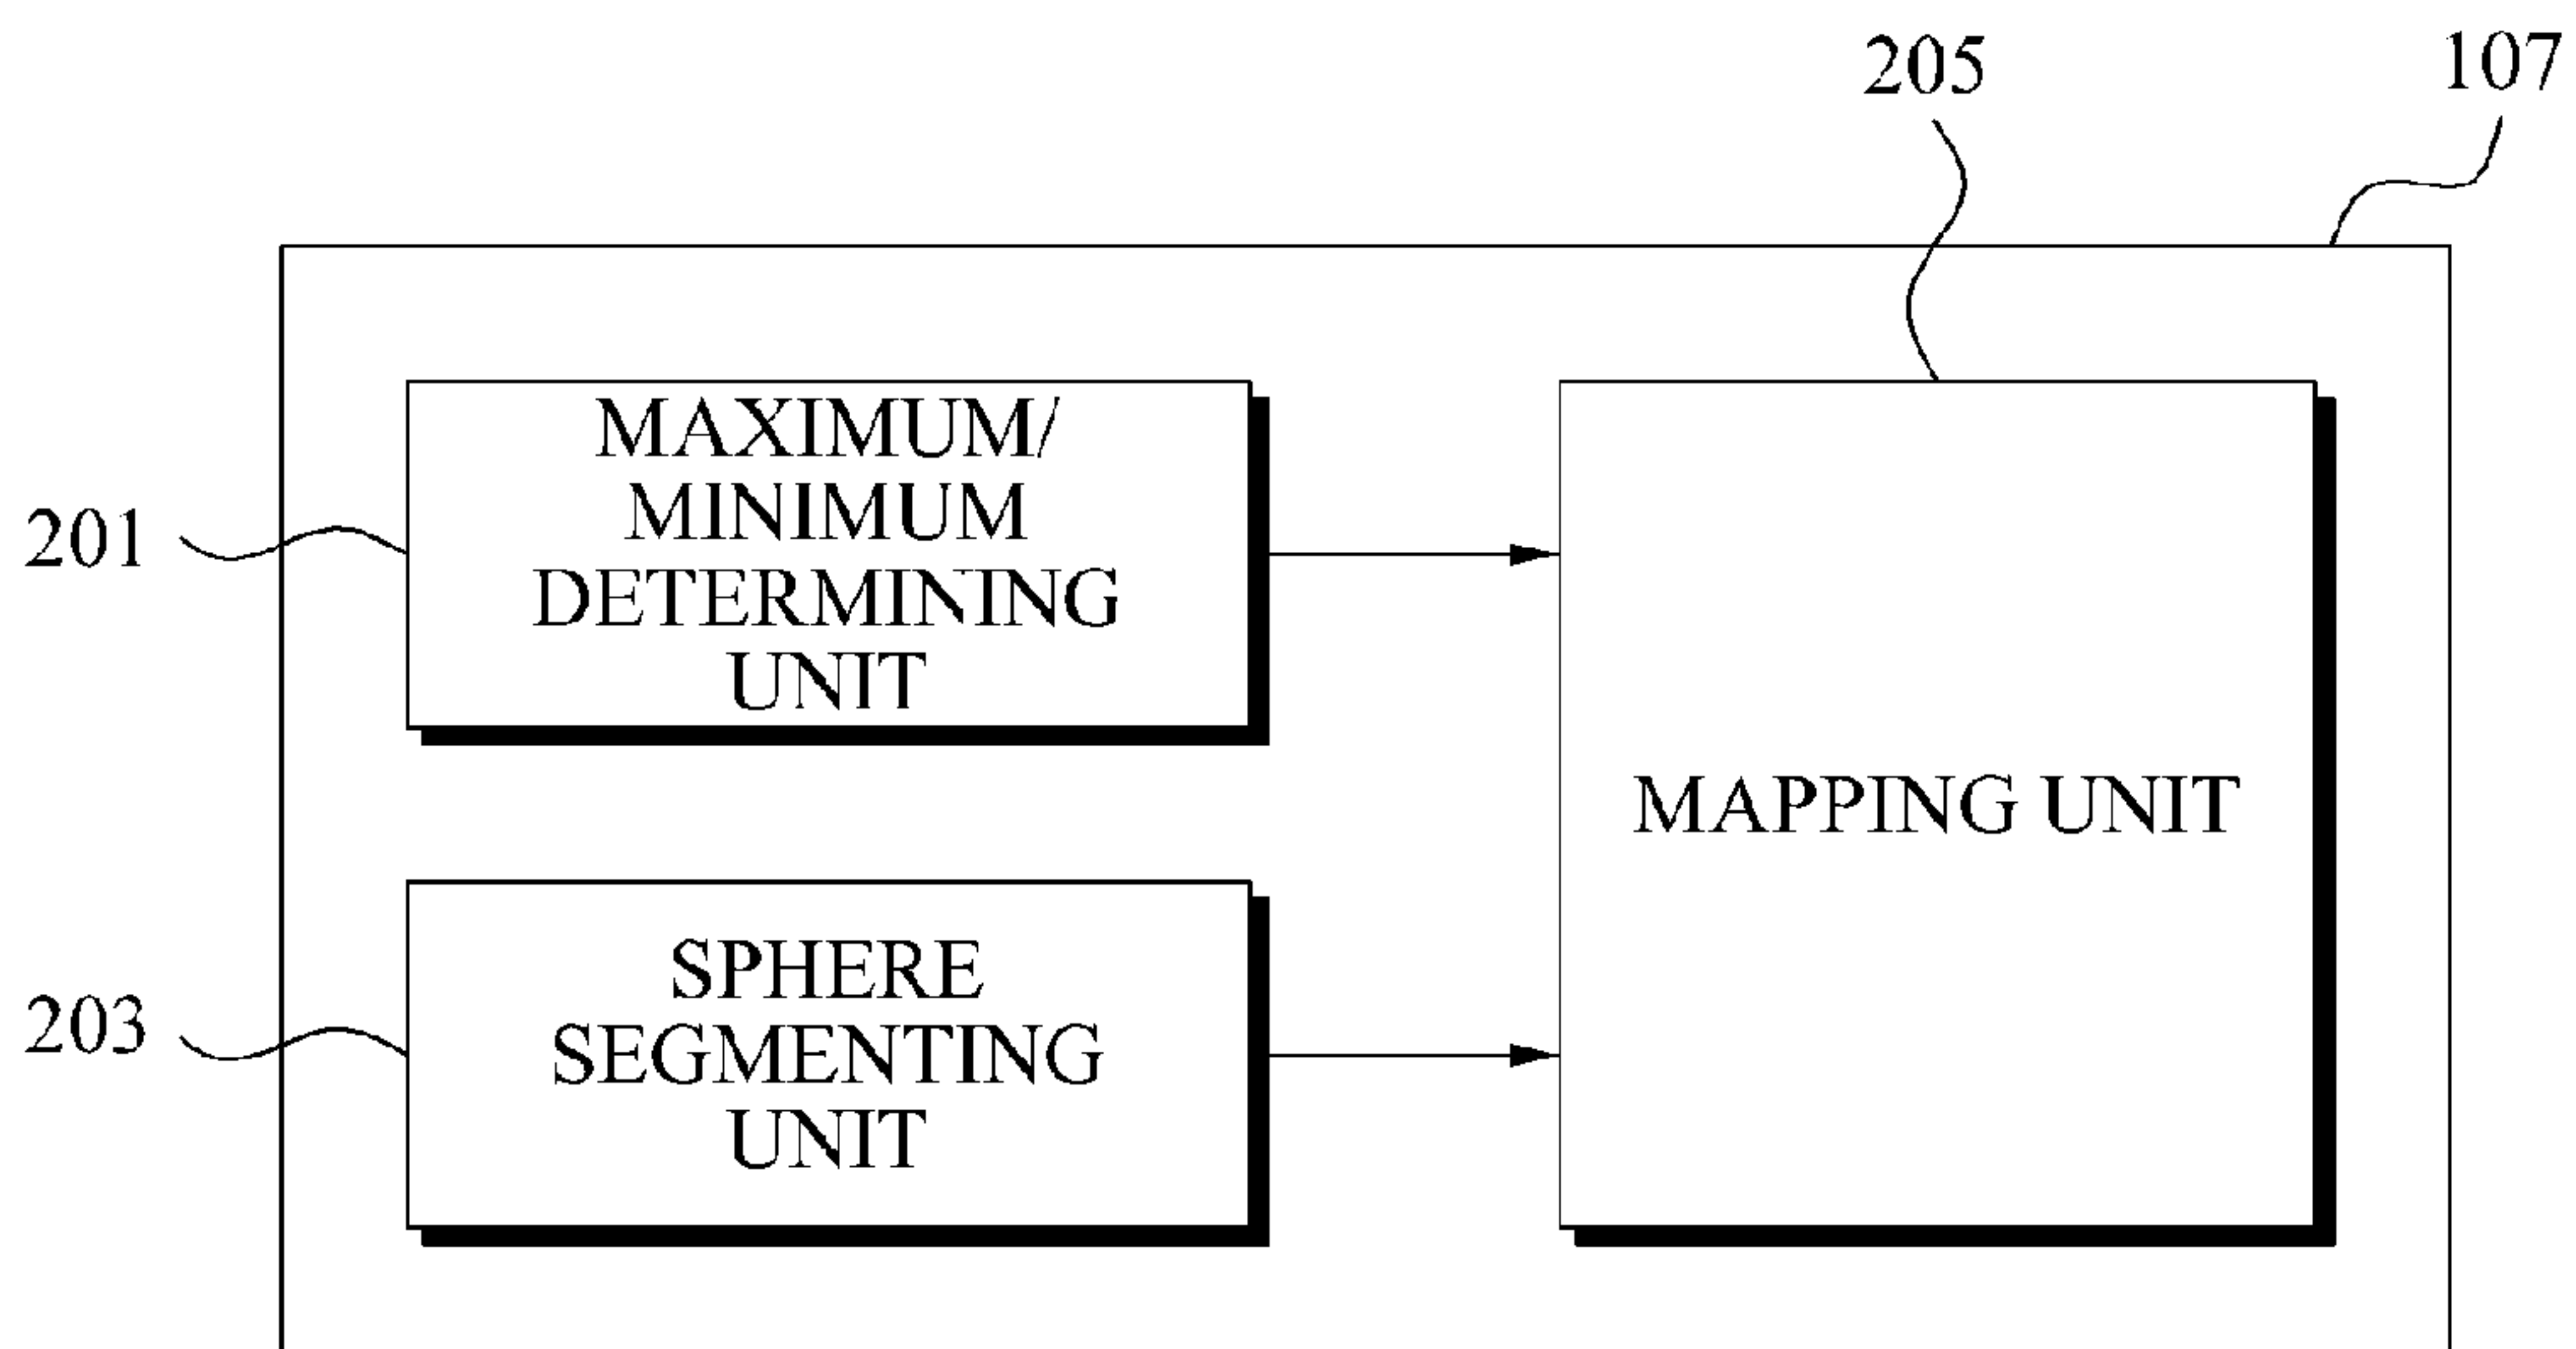 205
107
MAXIMUM/
MINIMUM
DETERMINING
UNIT
201
MAPPING UNIT
SPHERE
SEGMENTING
UNIT
203